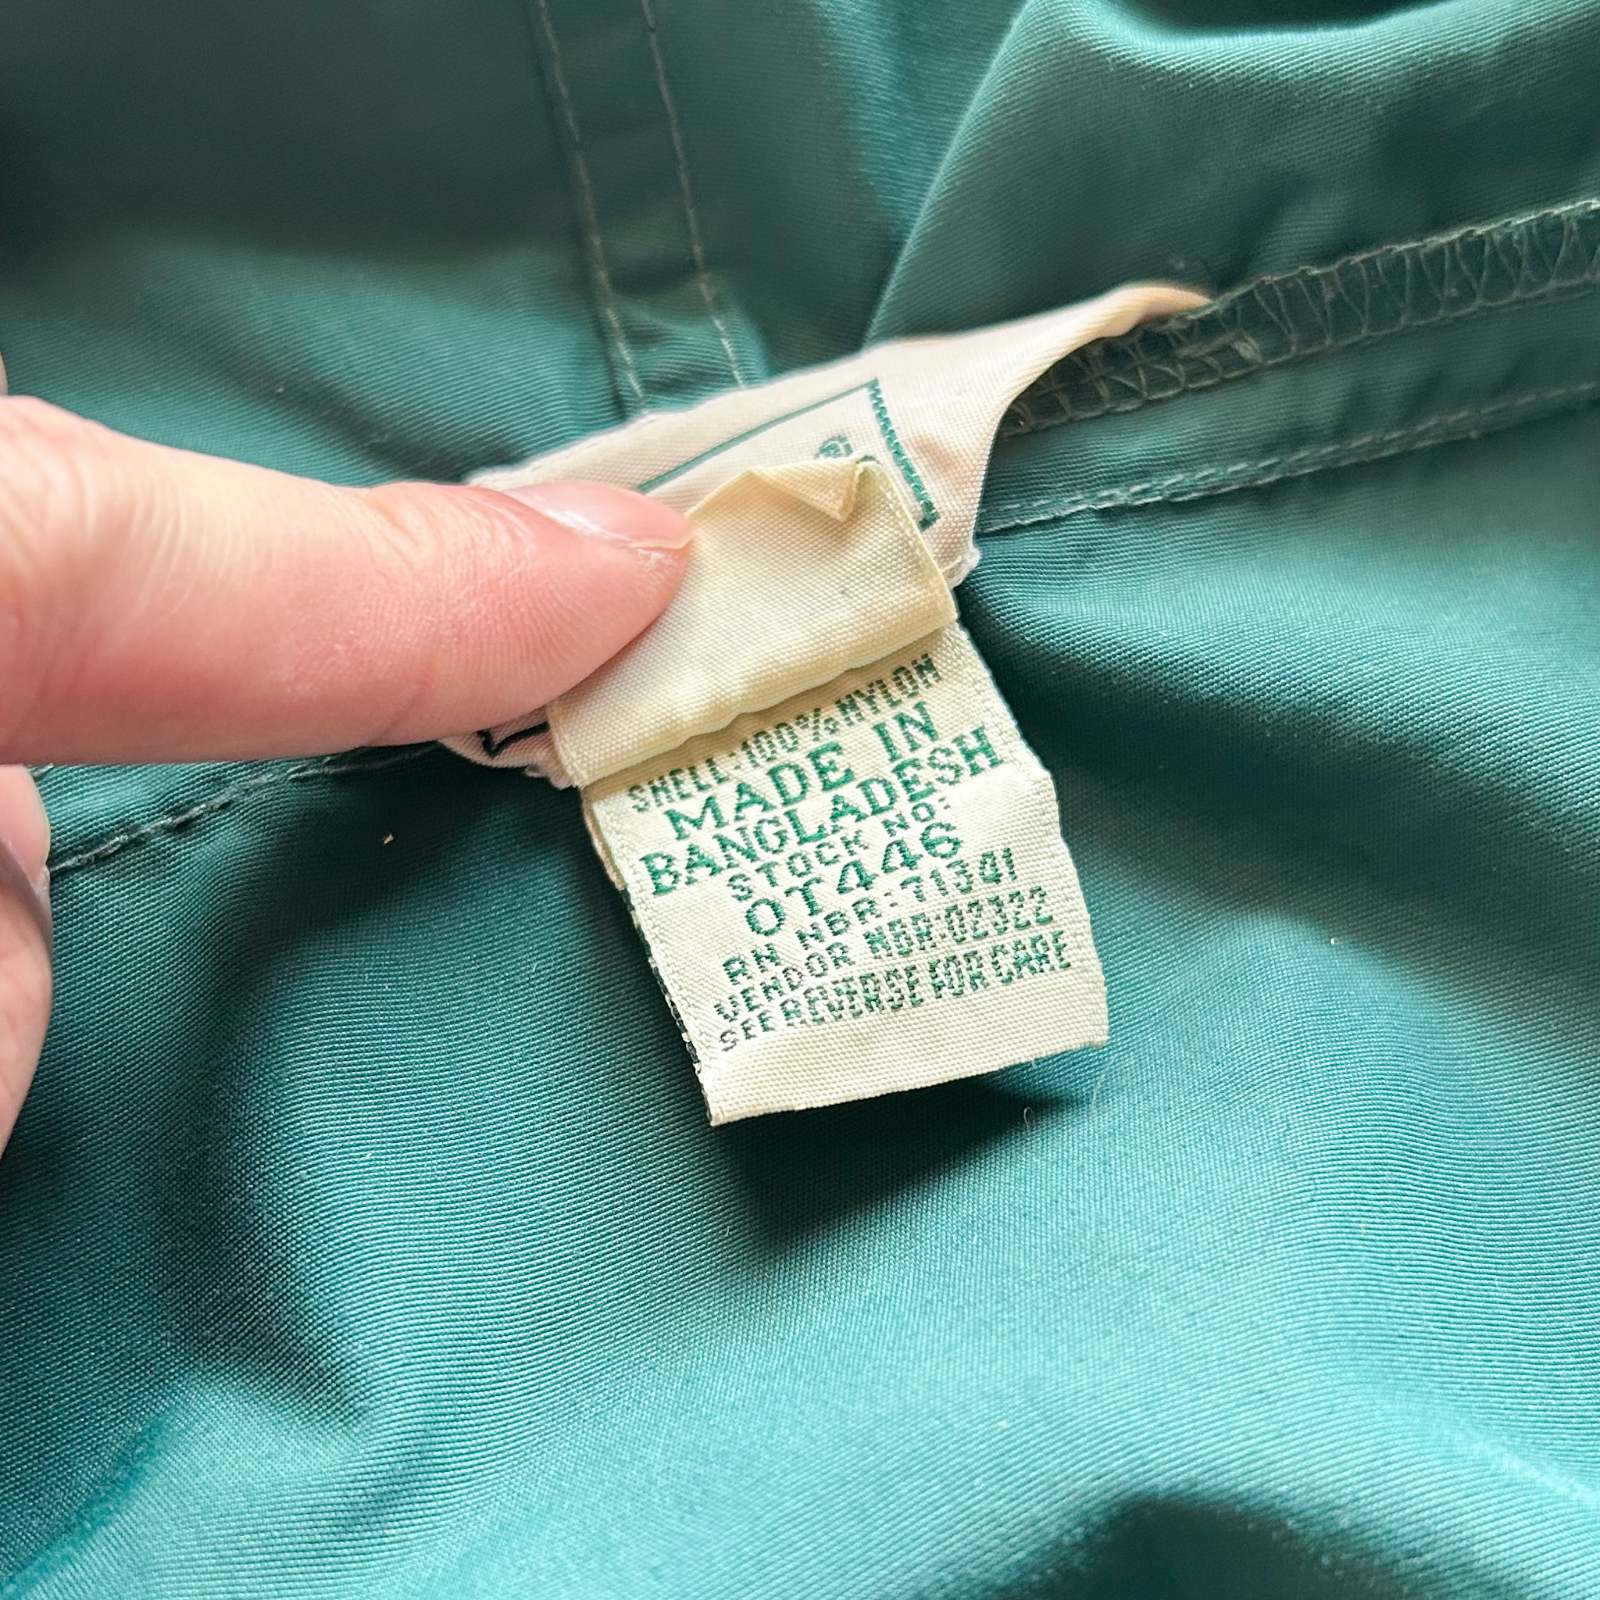 ®
SHELL-100% NYLON
MADE IN
BANGLADESH
STOCK NO:
OT446
RN NBR:71341
VENDOR NBR:02322
SEE REVERSE FOR CARE